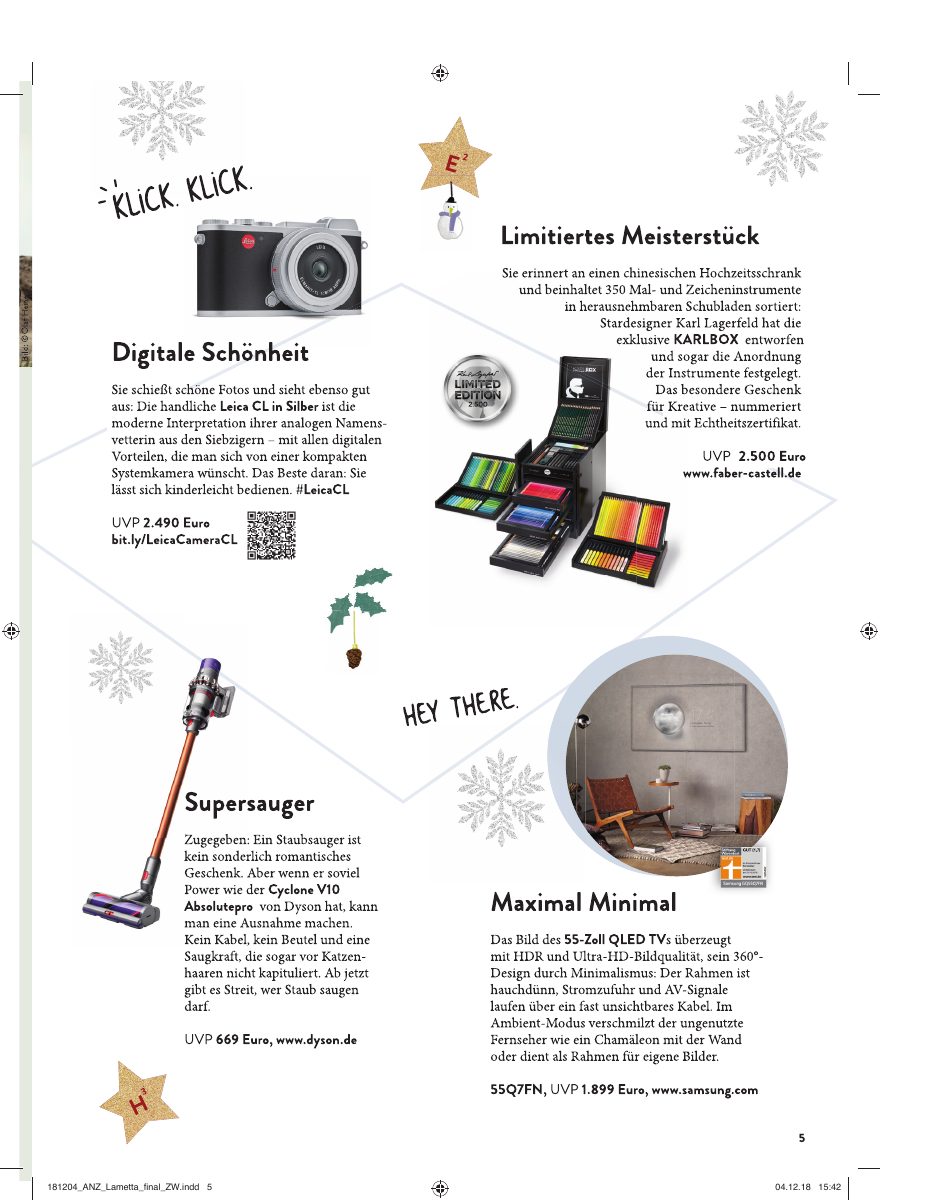 KLICK. KLICK.
Leica
Digitale Schönheit
Sie schießt schöne Fotos und sieht ebenso gut
aus: Die handliche Leica CL in Silber ist die
moderne Interpretation ihrer analogen Namens-
vetterin aus den Siebzigern – mit allen digitalen
Vorteilen, die man sich von einer kompakten
Systemkamera wünscht. Das Beste daran: Sie
lässt sich kinderleicht bedienen. #LeicaCL
UVP 2.490 Euro
bit.ly/LeicaCameraCL
E²
Limitiertes Meisterstück
Sie erinnert an einen chinesischen Hochzeitsschrank
und beinhaltet 350 Mal- und Zeicheninstrumente
in herausnehmbaren Schubladen sortiert:
Stardesigner Karl Lagerfeld hat die
exklusive KARLBOX entworfen
und sogar die Anordnung
der Instrumente festgelegt.
Das besondere Geschenk
für Kreative – nummeriert
und mit Echtheitszertifikat.
UVP 2.500 Euro
www.faber-castell.de
LIMITED
EDITION
2.500
HEY THERE.
Supersauger
Zugegeben: Ein Staubsauger ist
kein sonderlich romantisches
Geschenk. Aber wenn er soviel
Power wie der Cyclone V10
Absolutepro von Dyson hat, kann
man eine Ausnahme machen.
Kein Kabel, kein Beutel und eine
Saugkraft, die sogar vor Katzen-
haaren nicht kapituliert. Ab jetzt
gibt es Streit, wer Staub saugen
darf.
UVP 669 Euro, www.dyson.de
H³
GUT (1,7)
Samsung GQ55Q7FN
Maximal Minimal
Das Bild des 55-Zoll QLED TVs überzeugt
mit HDR und Ultra-HD-Bildqualität, sein 360°-
Design durch Minimalismus: Der Rahmen ist
hauchdünn, Stromzufuhr und AV-Signale
laufen über ein fast unsichtbares Kabel. Im
Ambient-Modus verschmilzt der ungenutzte
Fernseher wie ein Chamäleon mit der Wand
oder dient als Rahmen für eigene Bilder.
55Q7FN, UVP 1.899 Euro, www.samsung.com
5
181204_ANZ_Lametta_final_ZW.indd 5
04.12.18 15:42